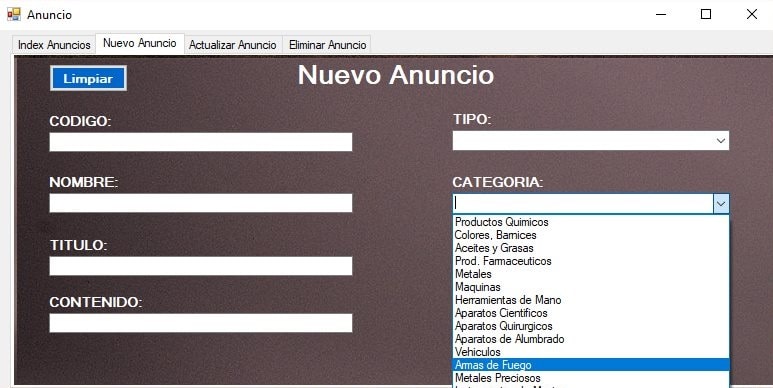 Anuncio
Index Anuncios Nuevo Anuncio Actualizar Anuncio Eliminar Anuncio
Limpiar
Nuevo Anuncio
CODIGO:
TIPO:
NOMBRE:
CATEGORIA:
TITULO:
CONTENIDO:
Productos Quimicos
Colores, Barnices
Aceites y Grasas
Prod. Farmaceuticos
Metales
Maquinas
Herramientas de Mano
Aparatos Cientificos
Aparatos Quirurgicos
Aparatos de Alumbrado
Vehiculos
Armas de Fuego
Metales Preciosos